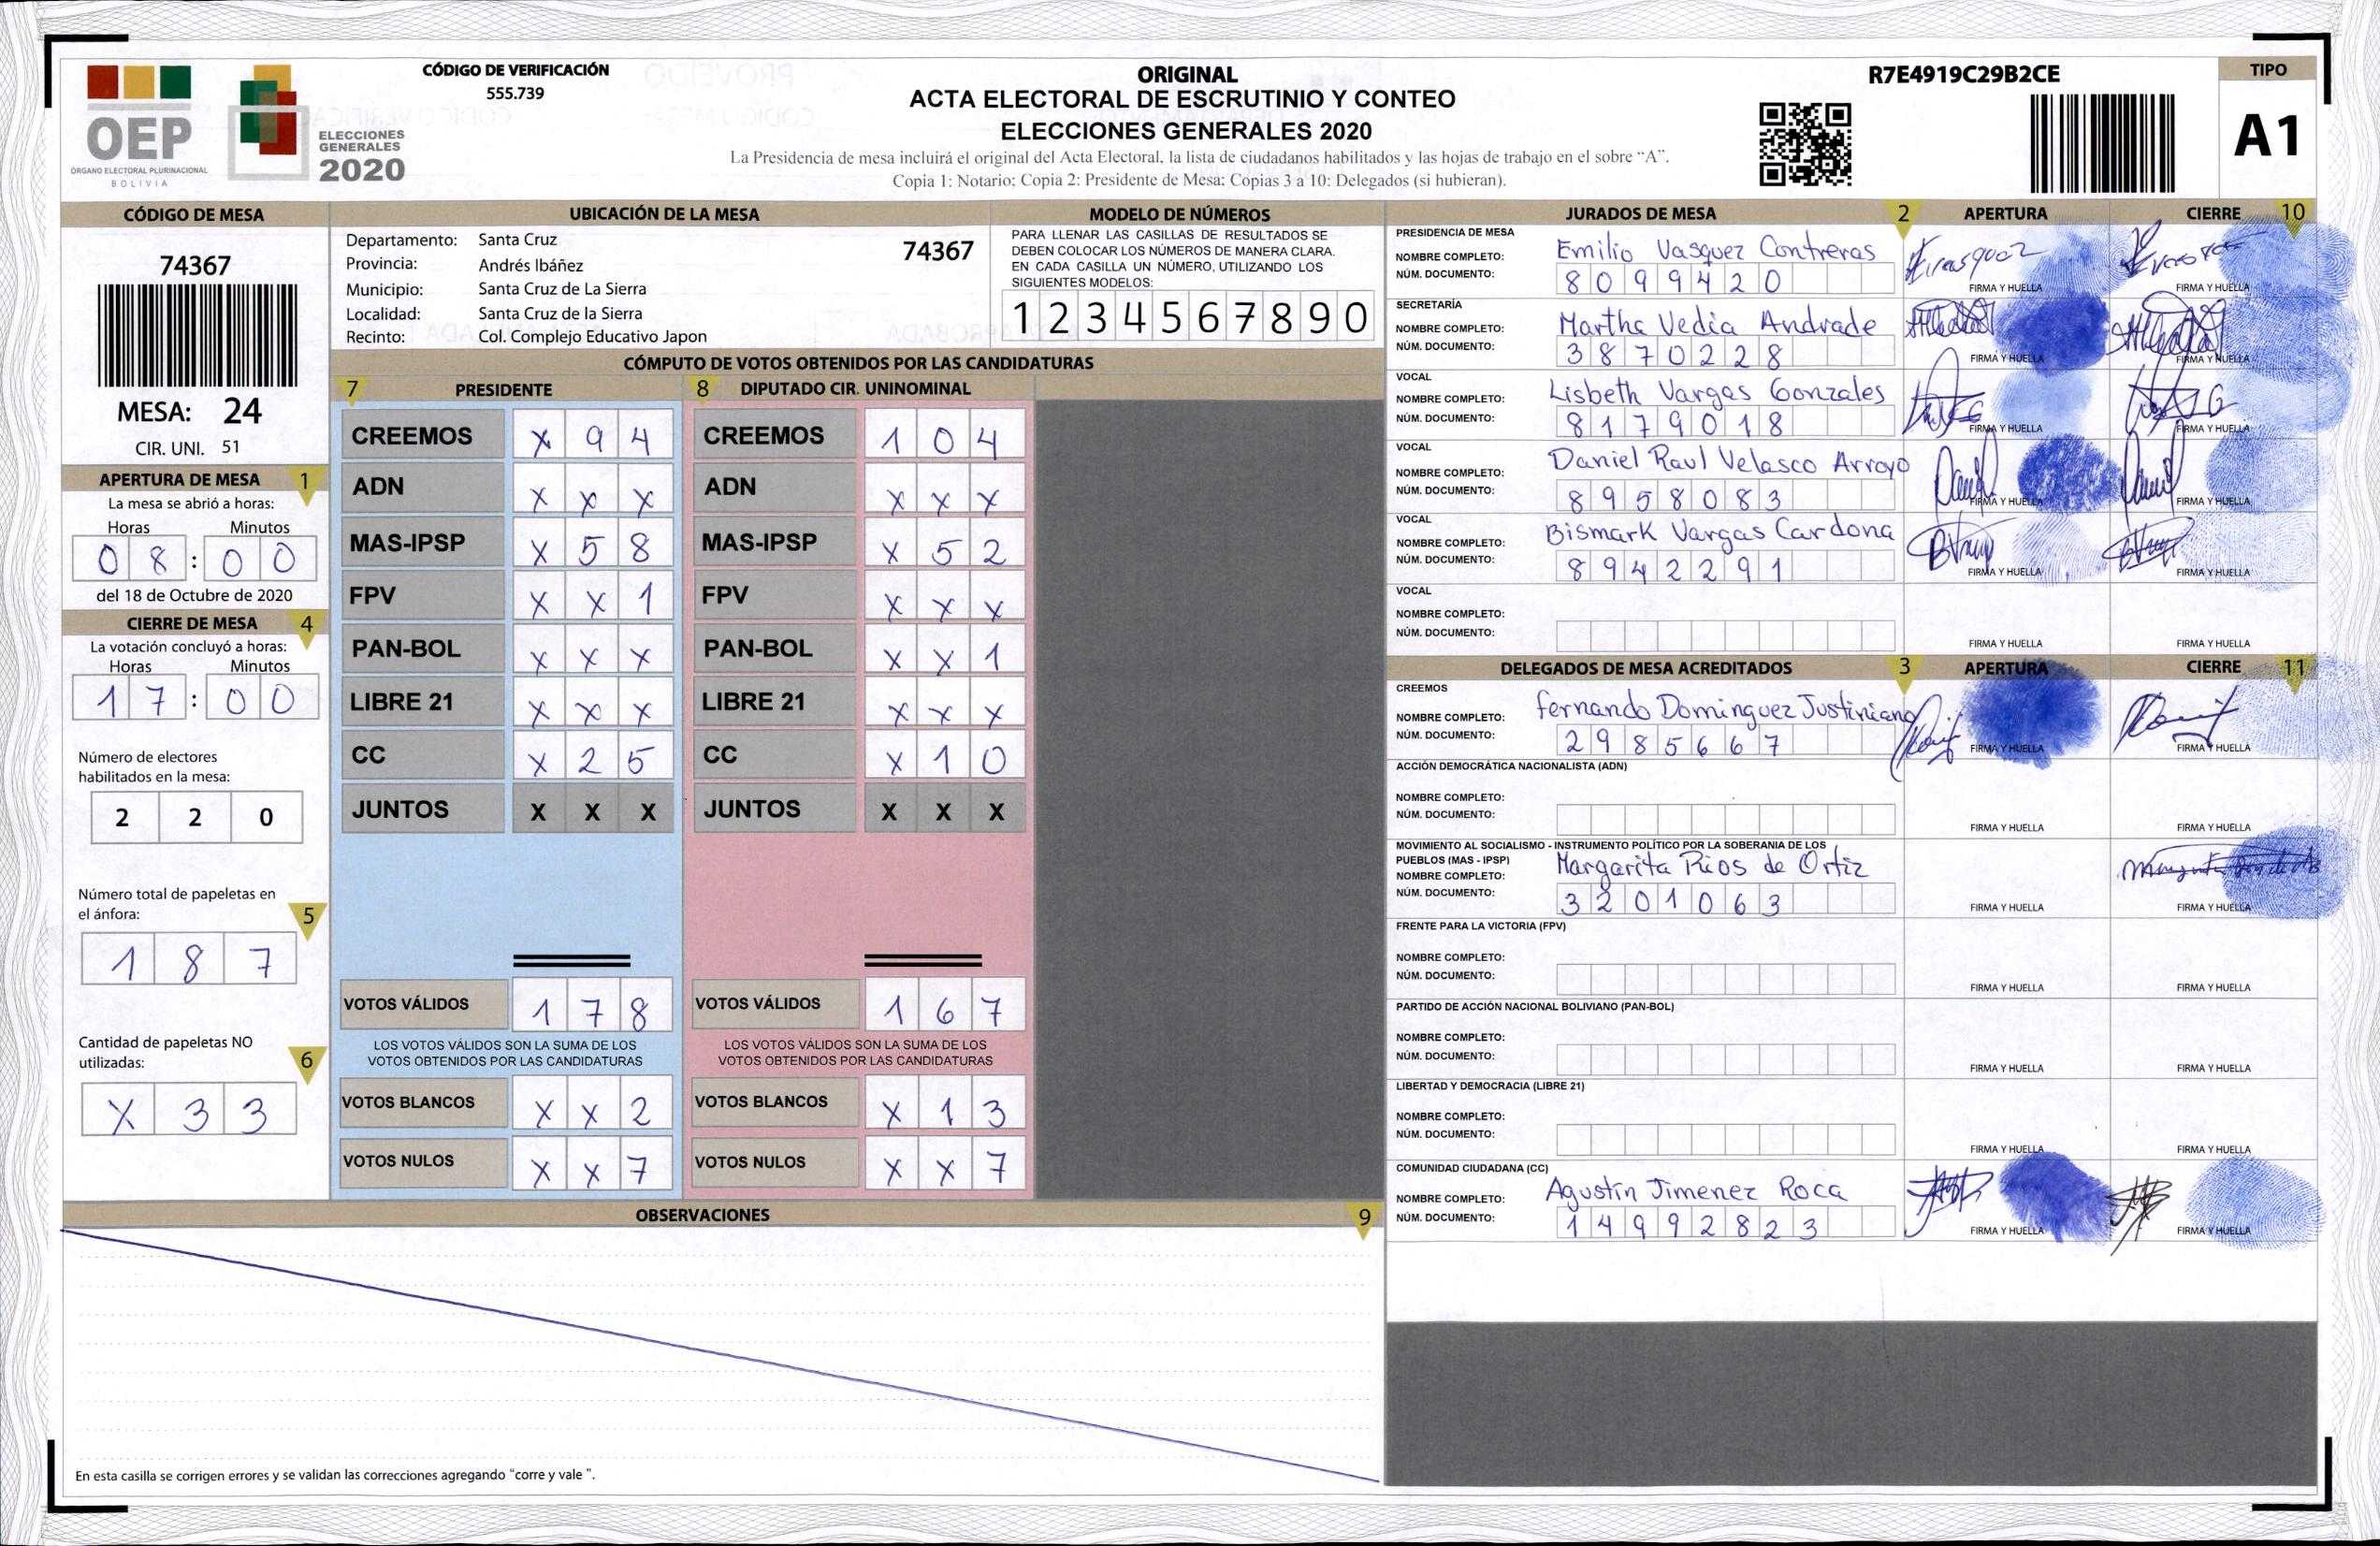 OEP
ÓRGANO ELECTORAL PLURINACIONAL
BOLIVIA
ELECCIONES
GENERALES
2020
CÓDIGO DE VERIFICACIÓN
555.739
ORIGINAL
ACTA ELECTORAL DE ESCRUTINIO Y CONTEO
ELECCIONES GENERALES 2020
La Presidencia de mesa incluirá el original del Acta Electoral, la lista de ciudadanos habilitados y las hojas de trabajo en el sobre “A”.
Copia 1: Notario; Copia 2: Presidente de Mesa; Copias 3 a 10: Delegados (si hubieran).
R7E4919C29B2CE
TIPO
A1
CÓDIGO DE MESA
74367
MESA: 24
CIR. UNI. 51
APERTURA DE MESA 1
La mesa se abrió a horas:
Horas Minutos
0 8 : 0 0
del 18 de Octubre de 2020
CIERRE DE MESA 4
La votación concluyó a horas:
Horas Minutos
1 7 : 0 0
Número de electores
habilitados en la mesa:
2 2 0
Número total de papeletas en
el ánfora: 5
1 8 7
Cantidad de papeletas NO
utilizadas: 6
X 3 3
UBICACIÓN DE LA MESA
Departamento: Santa Cruz 74367
Provincia: Andrés Ibáñez
Municipio: Santa Cruz de La Sierra
Localidad: Santa Cruz de la Sierra
Recinto: Col. Complejo Educativo Japon
MODELO DE NÚMEROS
PARA LLENAR LAS CASILLAS DE RESULTADOS SE
DEBEN COLOCAR LOS NÚMEROS DE MANERA CLARA.
EN CADA CASILLA UN NÚMERO, UTILIZANDO LOS
SIGUIENTES MODELOS:
1 2 3 4 5 6 7 8 9 0
CÓMPUTO DE VOTOS OBTENIDOS POR LAS CANDIDATURAS
7 PRESIDENTE
CREEMOS X 9 4
ADN X X X
MAS-IPSP X 5 8
FPV X X 1
PAN-BOL X X X
LIBRE 21 X X X
CC X 2 5
JUNTOS X X X
VOTOS VÁLIDOS 1 7 8
LOS VOTOS VÁLIDOS SON LA SUMA DE LOS
VOTOS OBTENIDOS POR LAS CANDIDATURAS
VOTOS BLANCOS X X 2
VOTOS NULOS X X 7
8 DIPUTADO CIR. UNINOMINAL
CREEMOS 1 0 4
ADN X X X
MAS-IPSP X 5 2
FPV X X X
PAN-BOL X X 1
LIBRE 21 X X X
CC X 1 0
JUNTOS X X X
VOTOS VÁLIDOS 1 6 7
LOS VOTOS VÁLIDOS SON LA SUMA DE LOS
VOTOS OBTENIDOS POR LAS CANDIDATURAS
VOTOS BLANCOS X 1 3
VOTOS NULOS X X 7
OBSERVACIONES 9
En esta casilla se corrigen errores y se validan las correcciones agregando “corre y vale ”.
JURADOS DE MESA 2 APERTURA CIERRE 10
PRESIDENCIA DE MESA
NOMBRE COMPLETO: Emilio Vasquez Contreras
NÚM. DOCUMENTO: 8 0 9 9 4 2 0
FIRMA Y HUELLA FIRMA Y HUELLA
SECRETARÍA
NOMBRE COMPLETO: Martha Vedia Andrade
NÚM. DOCUMENTO: 3 8 7 0 2 2 8
FIRMA Y HUELLA FIRMA Y HUELLA
VOCAL
NOMBRE COMPLETO: Lisbeth Vargas Gonzales
NÚM. DOCUMENTO: 8 1 7 9 0 1 8
FIRMA Y HUELLA FIRMA Y HUELLA
VOCAL
NOMBRE COMPLETO: Daniel Raul Velasco Arroyo
NÚM. DOCUMENTO: 8 9 5 8 0 8 3
FIRMA Y HUELLA FIRMA Y HUELLA
VOCAL
NOMBRE COMPLETO: Bismark Vargas Cardona
NÚM. DOCUMENTO: 8 9 4 2 2 9 1
FIRMA Y HUELLA FIRMA Y HUELLA
VOCAL
NOMBRE COMPLETO:
NÚM. DOCUMENTO:
FIRMA Y HUELLA FIRMA Y HUELLA
DELEGADOS DE MESA ACREDITADOS 3 APERTURA CIERRE 11
CREEMOS
NOMBRE COMPLETO: Fernando Dominguez Justiniano
NÚM. DOCUMENTO: 2 9 8 5 6 6 7
FIRMA Y HUELLA FIRMA Y HUELLA
ACCIÓN DEMOCRÁTICA NACIONALISTA (ADN)
NOMBRE COMPLETO:
NÚM. DOCUMENTO:
FIRMA Y HUELLA FIRMA Y HUELLA
MOVIMIENTO AL SOCIALISMO - INSTRUMENTO POLÍTICO POR LA SOBERANIA DE LOS
PUEBLOS (MAS - IPSP)
NOMBRE COMPLETO: Margarita Rios de Ortiz
NÚM. DOCUMENTO: 3 2 0 1 0 6 3
FIRMA Y HUELLA FIRMA Y HUELLA
FRENTE PARA LA VICTORIA (FPV)
NOMBRE COMPLETO:
NÚM. DOCUMENTO:
FIRMA Y HUELLA FIRMA Y HUELLA
PARTIDO DE ACCIÓN NACIONAL BOLIVIANO (PAN-BOL)
NOMBRE COMPLETO:
NÚM. DOCUMENTO:
FIRMA Y HUELLA FIRMA Y HUELLA
LIBERTAD Y DEMOCRACIA (LIBRE 21)
NOMBRE COMPLETO:
NÚM. DOCUMENTO:
FIRMA Y HUELLA FIRMA Y HUELLA
COMUNIDAD CIUDADANA (CC)
NOMBRE COMPLETO: Agustín Jimenez Roca
NÚM. DOCUMENTO: 1 4 9 9 2 8 2 3
FIRMA Y HUELLA FIRMA Y HUELLA